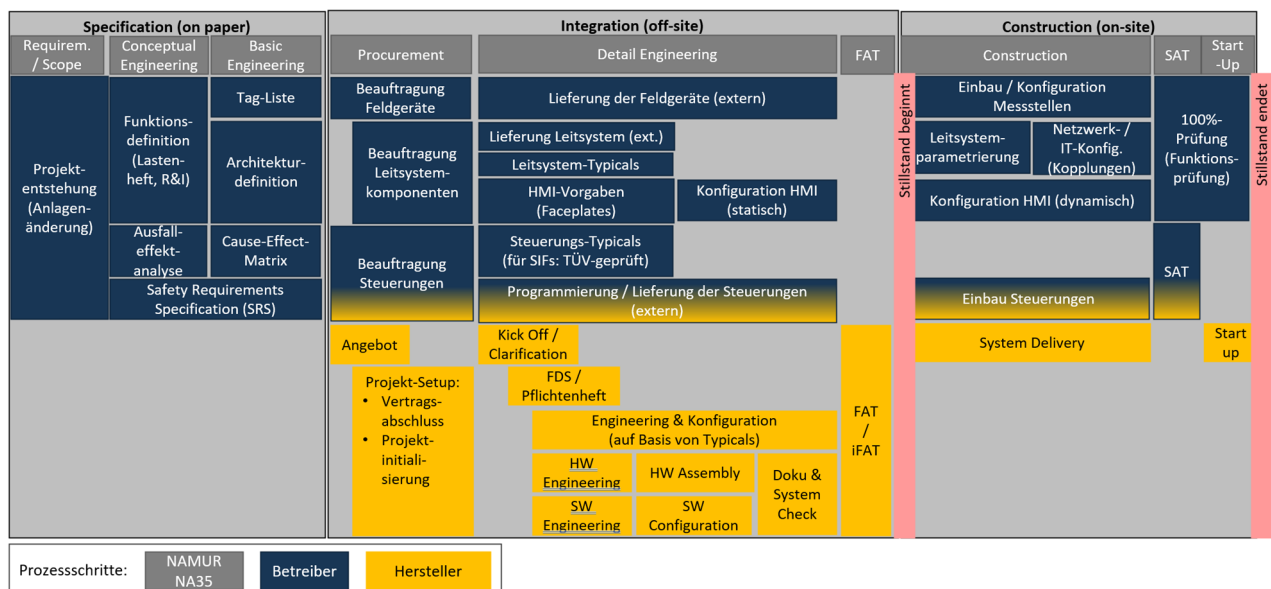 Specification (on paper)
Integration (off-site)
Construction (on-site)
Requirem.
/ Scope
Conceptual
Engineering
Basic
Engineering
Procurement
Detail Engineering
FAT
Construction
SAT
Start
-Up
Projekt-
entstehung
(Anlagen-
änderung)
Funktions-
definition
(Lasten-
heft, R&I)
Ausfall-
effekt-
analyse
Tag-Liste
Architektur-
definition
Cause-Effect-
Matrix
Safety Requirements
Specification (SRS)
Beauftragung
Feldgeräte
Beauftragung
Leitsystem-
komponenten
Beauftragung
Steuerungen
Lieferung der Feldgeräte (extern)
Lieferung Leitsystem (ext.)
Leitsystem-Typicals
HMI-Vorgaben
(Faceplates)
Konfiguration HMI
(statisch)
Steuerungs-Typicals
(für SIFs: TÜV-geprüft)
Programmierung / Lieferung der Steuerungen
(extern)
Stillstand beginnt
Einbau / Konfiguration
Messstellen
Leitsystem-
parametrierung
Netzwerk- /
IT-Konfig.
(Kopplungen)
Konfiguration HMI (dynamisch)
Einbau Steuerungen
100%-
Prüfung
(Funktions-
prüfung)
SAT
Stillstand endet
Angebot
Projekt-Setup:
• Vertrags-
abschluss
• Projekt-
initiali-
sierung
Kick Off /
Clarification
FDS /
Pflichtenheft
Engineering & Konfiguration
(auf Basis von Typicals)
HW
Engineering
HW Assembly
SW
Engineering
SW
Configuration
Doku &
System
Check
FAT
/
iFAT
System Delivery
Start
up
Prozessschritte:
NAMUR
NA35
Betreiber
Hersteller